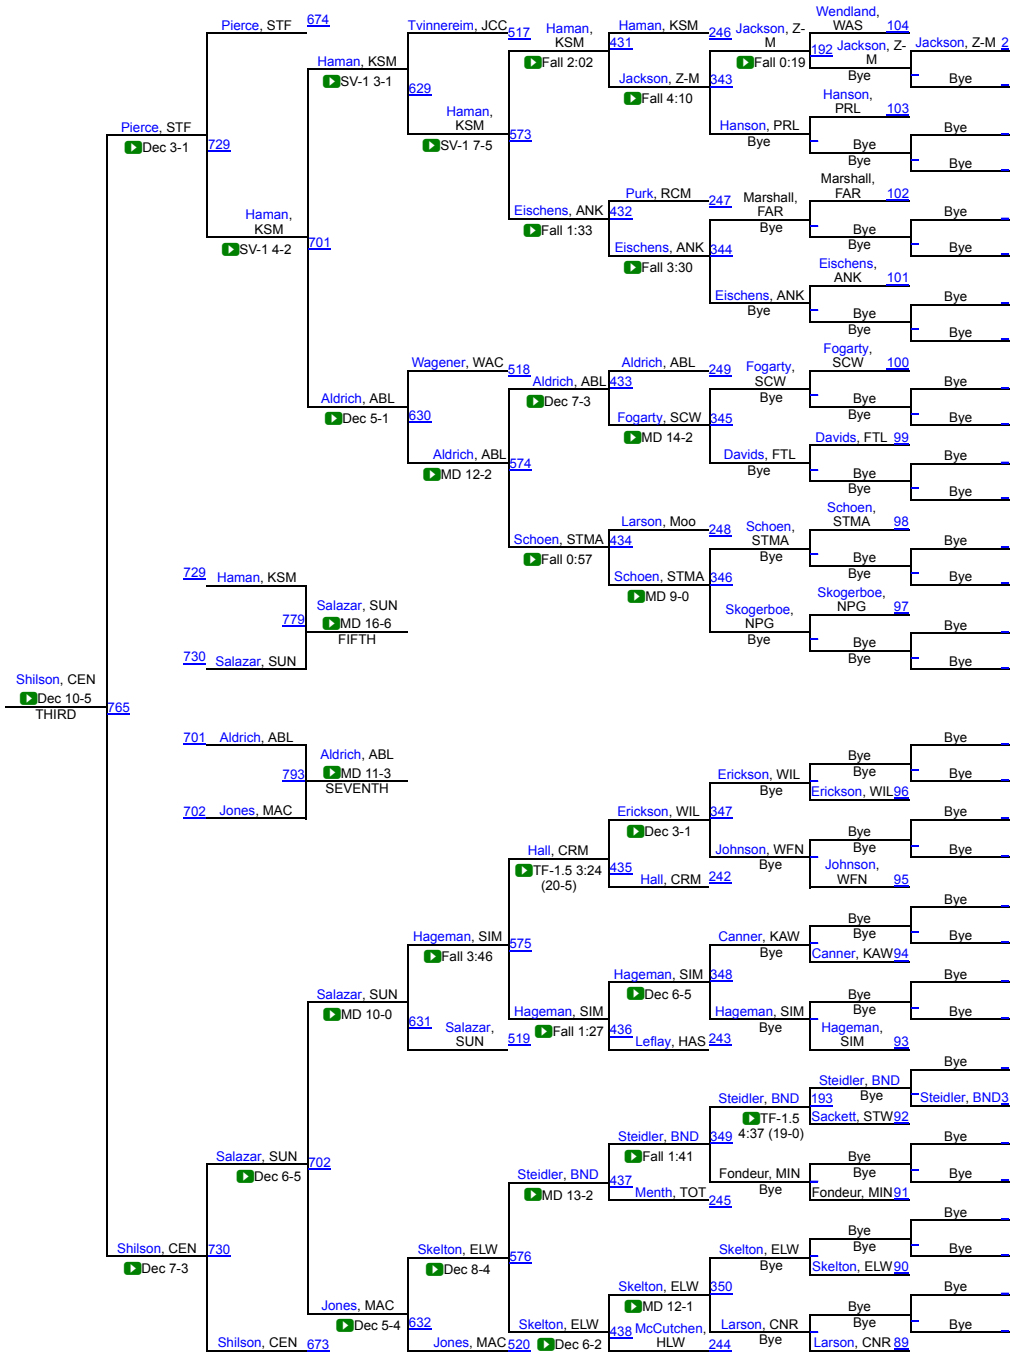 Wendland,
WAS 104
Pierce, STF 674
Tvinnereim, JCC 517
Haman,
KSM
431
Fall 2:02
Haman, KSM 246
Jackson, Z-
M
Fall 0:19
192 Jackson, Z-
M
Bye
Jackson, Z-M 2
Bye
Haman, KSM
SV-1 3-1
629
Jackson, Z-M 343
Fall 4:10
Hanson,
PRL 103
Haman,
KSM
SV-1 7-5
573
Hanson, PRL
Bye
Bye
Bye
Bye
Bye
Pierce, STF
Dec 3-1
729
Marshall,
FAR 102
Purk, RCM 247
Marshall,
FAR
Bye
Haman,
KSM
SV-1 4-2
701
Eischens, ANK 432
Fall 1:33
Bye
Bye
Bye
Bye
Eischens, ANK 344
Fall 3:30
Eischens,
ANK 101
Eischens, ANK
Bye
Bye
Bye
Bye
Bye
Fogarty,
SCW 100
Wagener, WAC 518
Aldrich, ABL 249
Fogarty,
SCW
Bye
Aldrich, ABL 433
Dec 7-3
Bye
Bye
Bye
Bye
Aldrich, ABL
Dec 5-1
630
Fogarty, SCW 345
MD 14-2
Davids, FTL 99
Aldrich, ABL
MD 12-2
574
Davids, FTL
Bye
Bye
Bye
Bye
Bye
Schoen,
STMA 98
Larson, Moo 248
Schoen,
STMA
Bye
Schoen, STMA 434
Fall 0:57
Bye
Bye
Bye
Bye
729 Haman, KSM
Schoen, STMA 346
MD 9-0
Skogerboe,
NPG 97
Salazar, SUN
779 MD 16-6
FIFTH
Skogerboe,
NPG
Bye
Bye
Bye
Bye
Bye
730 Salazar, SUN
Shilson, CEN
Dec 10-5
THIRD
765
701 Aldrich, ABL
Aldrich, ABL
793 MD 11-3
SEVENTH
702 Jones, MAC
Bye
Bye
Bye
Bye
Erickson, WIL
Bye
Erickson, WIL 96
Erickson, WIL 347
Dec 3-1
Bye
Bye
Bye
Bye
Hall, CRM
TF-1.5 3:24
(20-5)
435
Johnson, WFN
Bye
Johnson,
WFN 95
Hall, CRM 242
Bye
Bye
Bye
Bye
Hageman, SIM
Fall 3:46
575
Canner, KAW
Bye
Canner, KAW 94
Hageman, SIM 348
Dec 6-5
Salazar, SUN
MD 10-0
631
Bye
Bye
Bye
Bye
Hageman, SIM
Fall 1:27
436
Hageman, SIM
Bye
Hageman,
SIM 93
Salazar,
SUN 519
Leflay, HAS 243
Bye
Steidler, BND
193 Bye
Steidler, BND 3
Steidler, BND
TF-1.5
4:37 (19-0)
Sackett, STW 92
Steidler, BND 349
Fall 1:41
Bye
Bye
Bye
Bye
Salazar, SUN
Dec 6-5
702
Steidler, BND
MD 13-2
437
Fondeur, MIN
Bye
Fondeur, MIN 91
Menth, TOT
245
Bye
Bye
Bye
Bye
Shilson, CEN 730
Dec 7-3
Skelton, ELW
Dec 8-4
576
Skelton, ELW
Bye
Skelton, ELW 90
Skelton, ELW 350
MD 12-1
Bye
Bye
Bye
Bye
Jones, MAC
Dec 5-4
632
Skelton, ELW
Dec 6-2
438 McCutchen,
HLW 244
Larson, CNR
Bye
Larson, CNR 89
Shilson, CEN 673
Jones, MAC 520